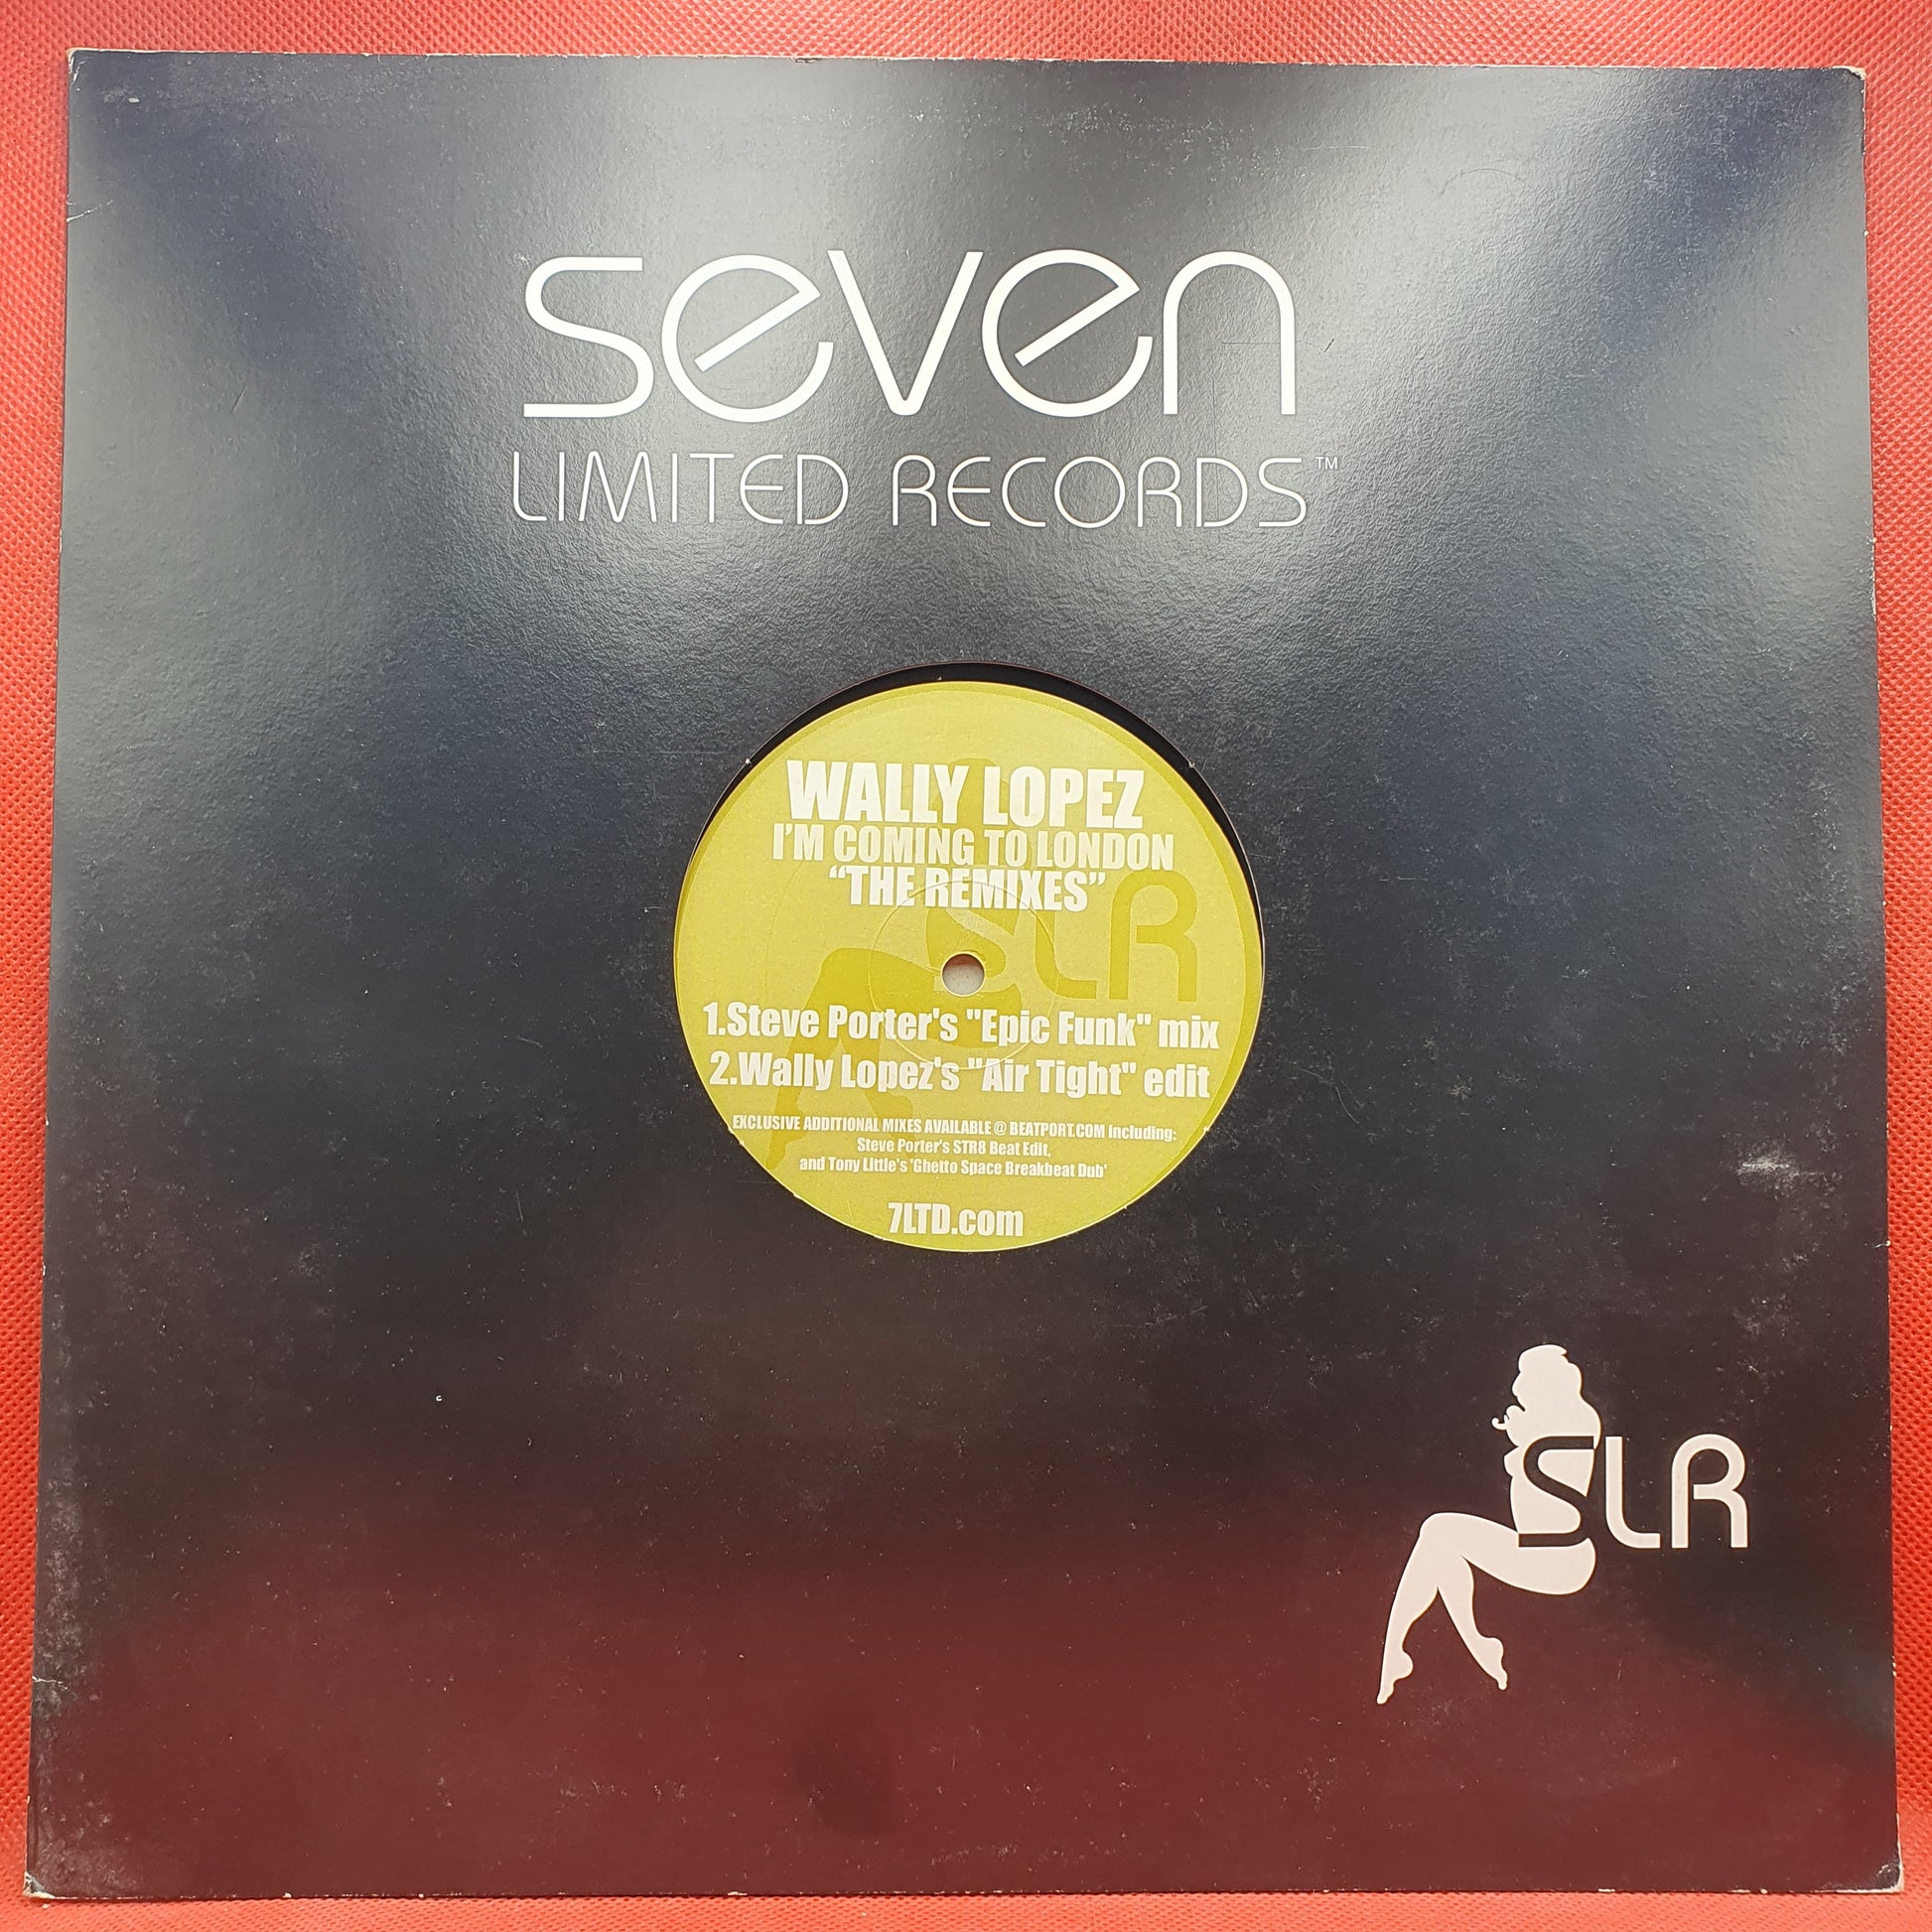 seven
LIMITED RECORDS™
WALLY LOPEZ
I'M COMING TO LONDON
“THE REMIXES”
SLR
1.Steve Porter's "Epic Funk" mix
2.Wally Lopez's "Air Tight" edit
EXCLUSIVE ADDITIONAL MIXES AVAILABLE @ BEATPORT.COM including:
Steve Porter's STR8 Beat Edit,
and Tony Little's 'Ghetto Space Breakbeat Dub'
7LTD.com
SLR